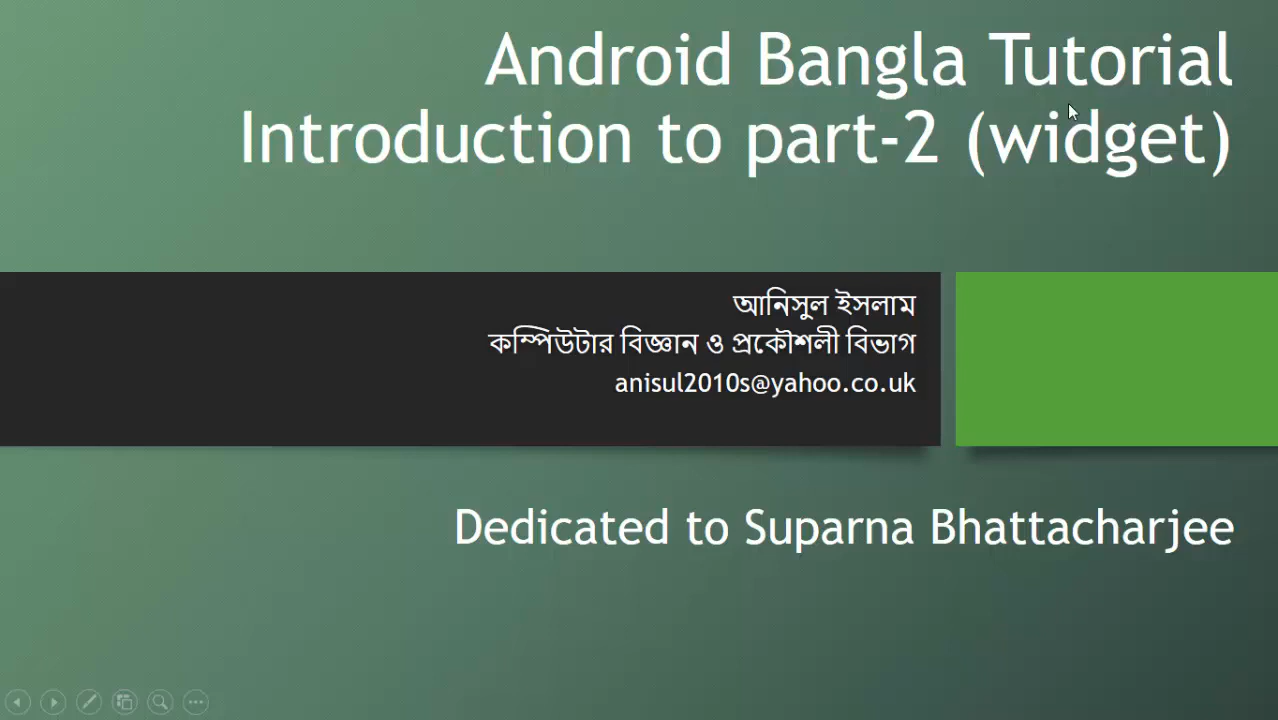 Android Bangla Tutorial
Introduction to part-2 (widget)
আনিসুল ইসলাম
কম্পিউটার বিজ্ঞান ও প্রকৌশলী বিভাগ
anisul2010s@yahoo.co.uk
Dedicated to Suparna Bhattacharjee